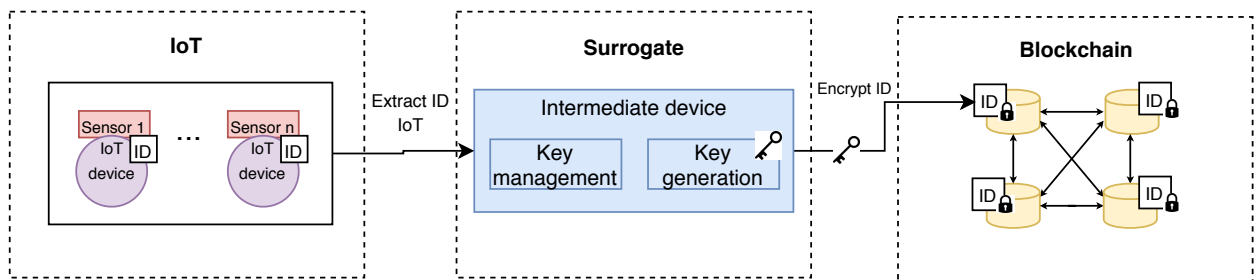 IoT
Sensor 1
IoT
ID
device
...
Sensor n
IoT
ID
device
Extract ID
IoT
Surrogate
Intermediate device
Key
management
Key
generation
Encrypt ID
Blockchain
ID
ID
ID
ID